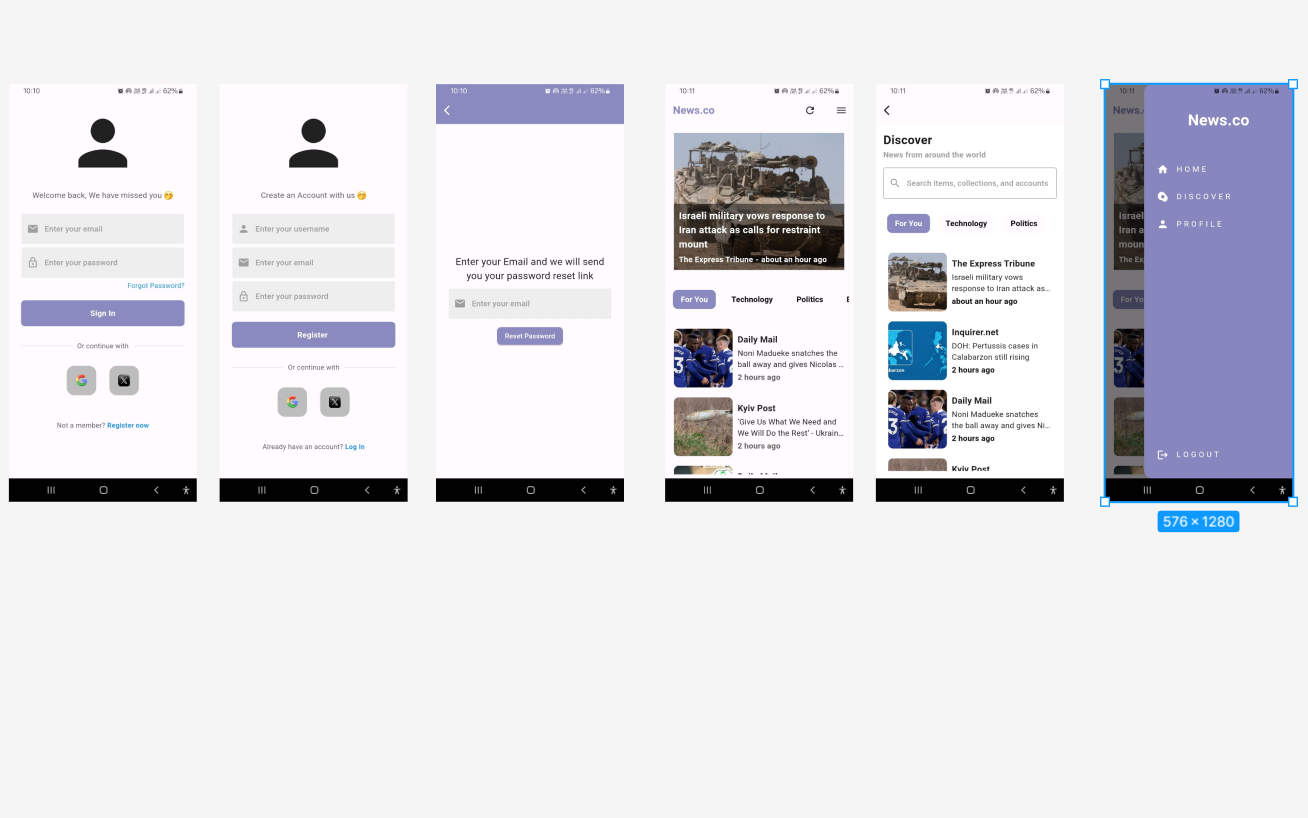 10:10
62%
Welcome back, We have missed you 🤭
Enter your email
Enter your password
Forgot Password?
Sign In
Or continue with
Not a member? Register now
Create an Account with us 🤭
Enter your username
Enter your email
Enter your password
Register
Or continue with
Already have an account? Log In
10:10
62%
Enter your Email and we will send
you your password reset link
Enter your email
Reset Password
10:11
62%
News.co
Israeli military vows response to
Iran attack as calls for restraint
mount
The Express Tribune - about an hour ago
For You
Technology
Politics
Daily Mail
Noni Madueke snatches the
ball away and gives Nicolas ...
2 hours ago
Kyiv Post
'Give Us What We Need and
We Will Do the Rest' - Ukrain...
2 hours ago
10:11
62%
Discover
News from around the world
Search items, collections, and accounts
For You
Technology
Politics
The Express Tribune
Israeli military vows
response to Iran attack as...
about an hour ago
Inquirer.net
DOH: Pertussis cases in
Calabarzon still rising
2 hours ago
Daily Mail
Noni Madueke snatches
the ball away and gives Ni...
2 hours ago
Kyiv Post
10:11
62%
News.co
HOME
DISCOVER
PROFILE
LOGOUT
576 × 1280